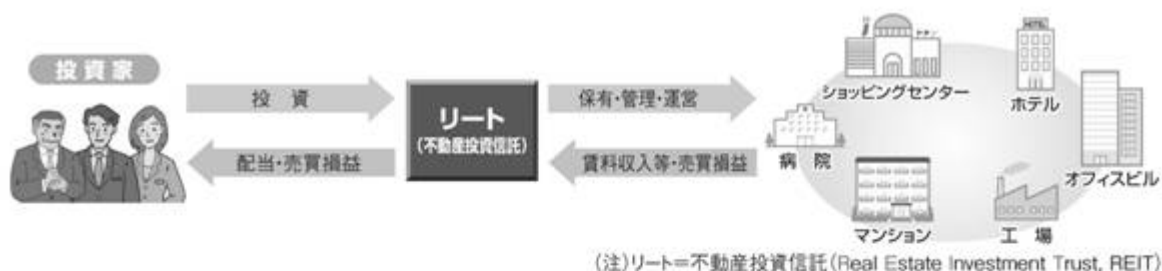 投資家
投 資
配当・売買損益
リート
(不動産投資信託)
保有・管理・運営
賃料収入等・売買損益
ショッピングセンター
HOTEL
ホテル
オフィスビル
工 場
マンション
病 院
(注)リート=不動産投資信託(Real Estate Investment Trust, REIT)